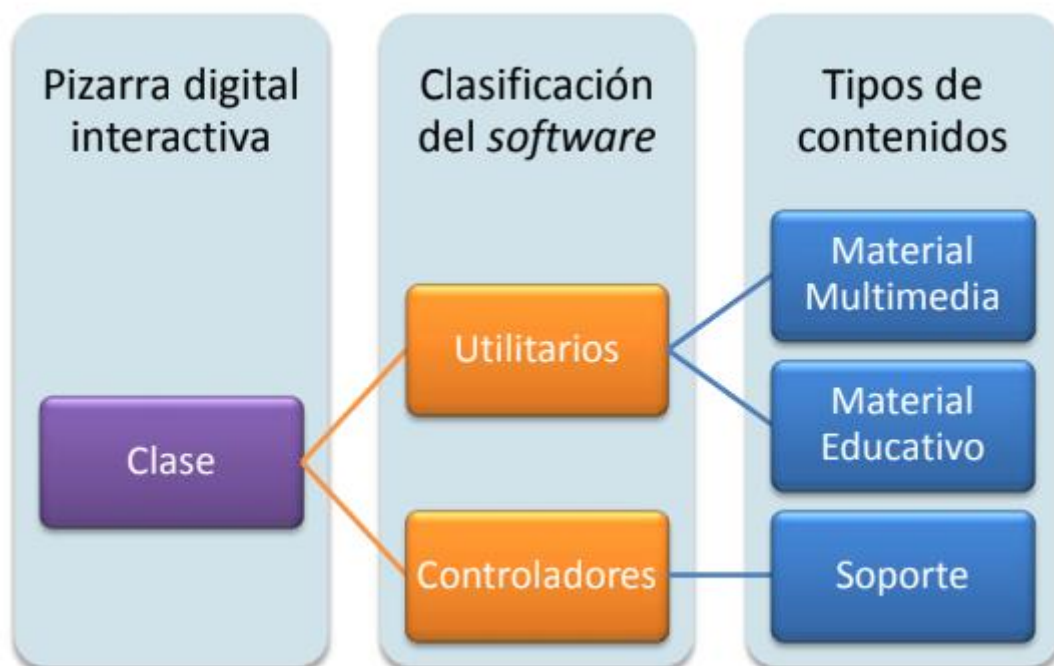 Pizarra digital
interactiva
Clase
Clasificación
del software
Utilitarios
Controladores
Tipos de
contenidos
Material
Multimedia
Material
Educativo
Soporte